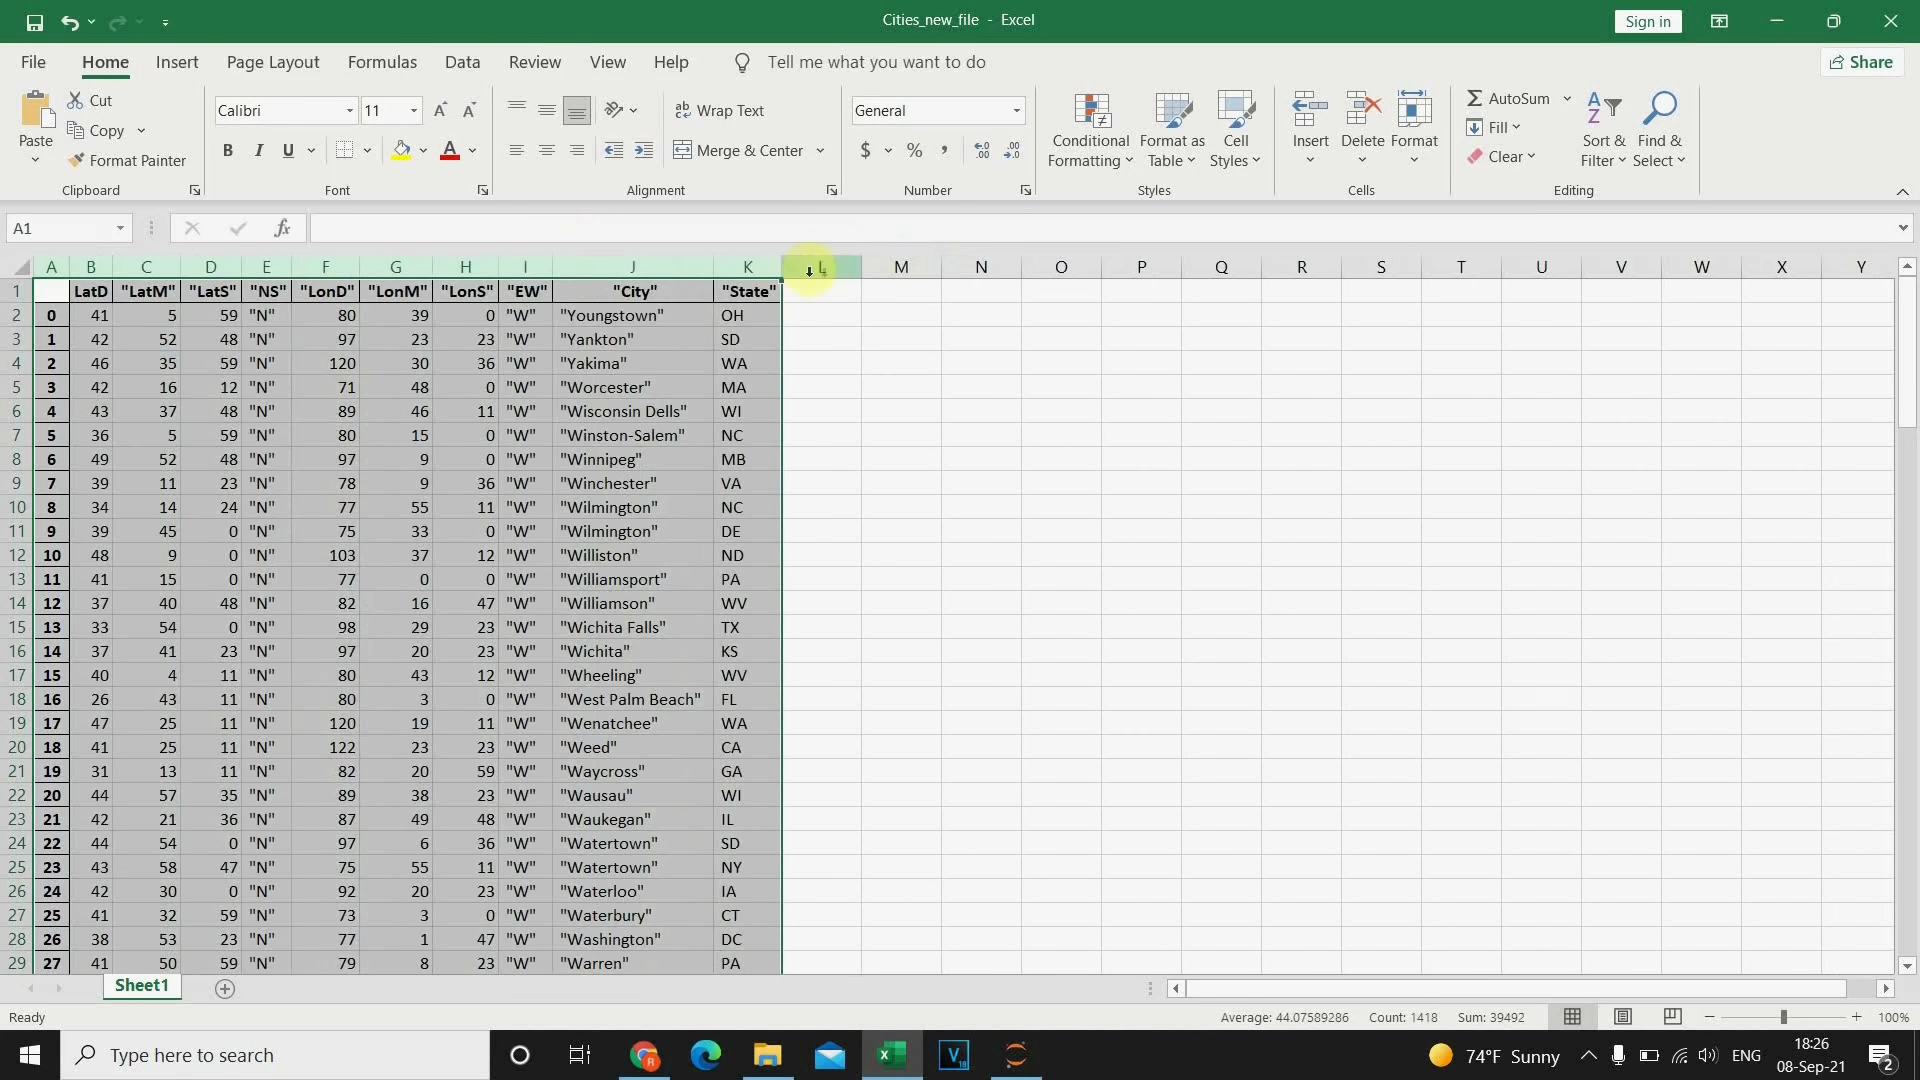 Cities_new_file - Excel
Sign in
File Home Insert Page Layout Formulas Data Review View Help Tell me what you want to do
Share
Paste
Cut
Copy
Format Painter
Clipboard
Calibri 11
B I U
Font
Wrap Text
Merge & Center
Alignment
General
$ % ,
Number
Conditional Formatting
Format as Table
Cell Styles
Styles
Insert Delete Format
Cells
AutoSum
Fill
Clear
Sort & Filter
Find & Select
Editing
A1 fx
A B C D E F G H I J K L M N O P Q R S T U V W X Y
1 LatD "LatM" "LatS" "NS" "LonD" "LonM" "LonS" "EW" "City" "State"
2 0 41 5 59 "N" 80 39 0 "W" "Youngstown" OH
3 1 42 52 48 "N" 97 23 23 "W" "Yankton" SD
4 2 46 35 59 "N" 120 30 36 "W" "Yakima" WA
5 3 42 16 12 "N" 71 48 0 "W" "Worcester" MA
6 4 43 37 48 "N" 89 46 11 "W" "Wisconsin Dells" WI
7 5 36 5 59 "N" 80 15 0 "W" "Winston-Salem" NC
8 6 49 52 48 "N" 97 9 0 "W" "Winnipeg" MB
9 7 39 11 23 "N" 78 9 36 "W" "Winchester" VA
10 8 34 14 24 "N" 77 55 11 "W" "Wilmington" NC
11 9 39 45 0 "N" 75 33 0 "W" "Wilmington" DE
12 10 48 9 0 "N" 103 37 12 "W" "Williston" ND
13 11 41 15 0 "N" 77 0 0 "W" "Williamsport" PA
14 12 37 40 48 "N" 82 16 47 "W" "Williamson" WV
15 13 33 54 0 "N" 98 29 23 "W" "Wichita Falls" TX
16 14 37 41 23 "N" 97 20 23 "W" "Wichita" KS
17 15 40 4 11 "N" 80 43 12 "W" "Wheeling" WV
18 16 26 43 11 "N" 80 3 0 "W" "West Palm Beach" FL
19 17 47 25 11 "N" 120 19 11 "W" "Wenatchee" WA
20 18 41 25 11 "N" 122 23 23 "W" "Weed" CA
21 19 31 13 11 "N" 82 20 59 "W" "Waycross" GA
22 20 44 57 35 "N" 89 38 23 "W" "Wausau" WI
23 21 42 21 36 "N" 87 49 48 "W" "Waukegan" IL
24 22 44 54 0 "N" 97 6 36 "W" "Watertown" SD
25 23 43 58 47 "N" 75 55 11 "W" "Watertown" NY
26 24 42 30 0 "N" 92 20 23 "W" "Waterloo" IA
27 25 41 32 59 "N" 73 3 0 "W" "Waterbury" CT
28 26 38 53 23 "N" 77 1 47 "W" "Washington" DC
29 27 41 50 59 "N" 79 8 23 "W" "Warren" PA
Sheet1
Ready Average: 44.07589286 Count: 1418 Sum: 39492 100%
Type here to search 74°F Sunny ENG 18:26
08-Sep-21 2